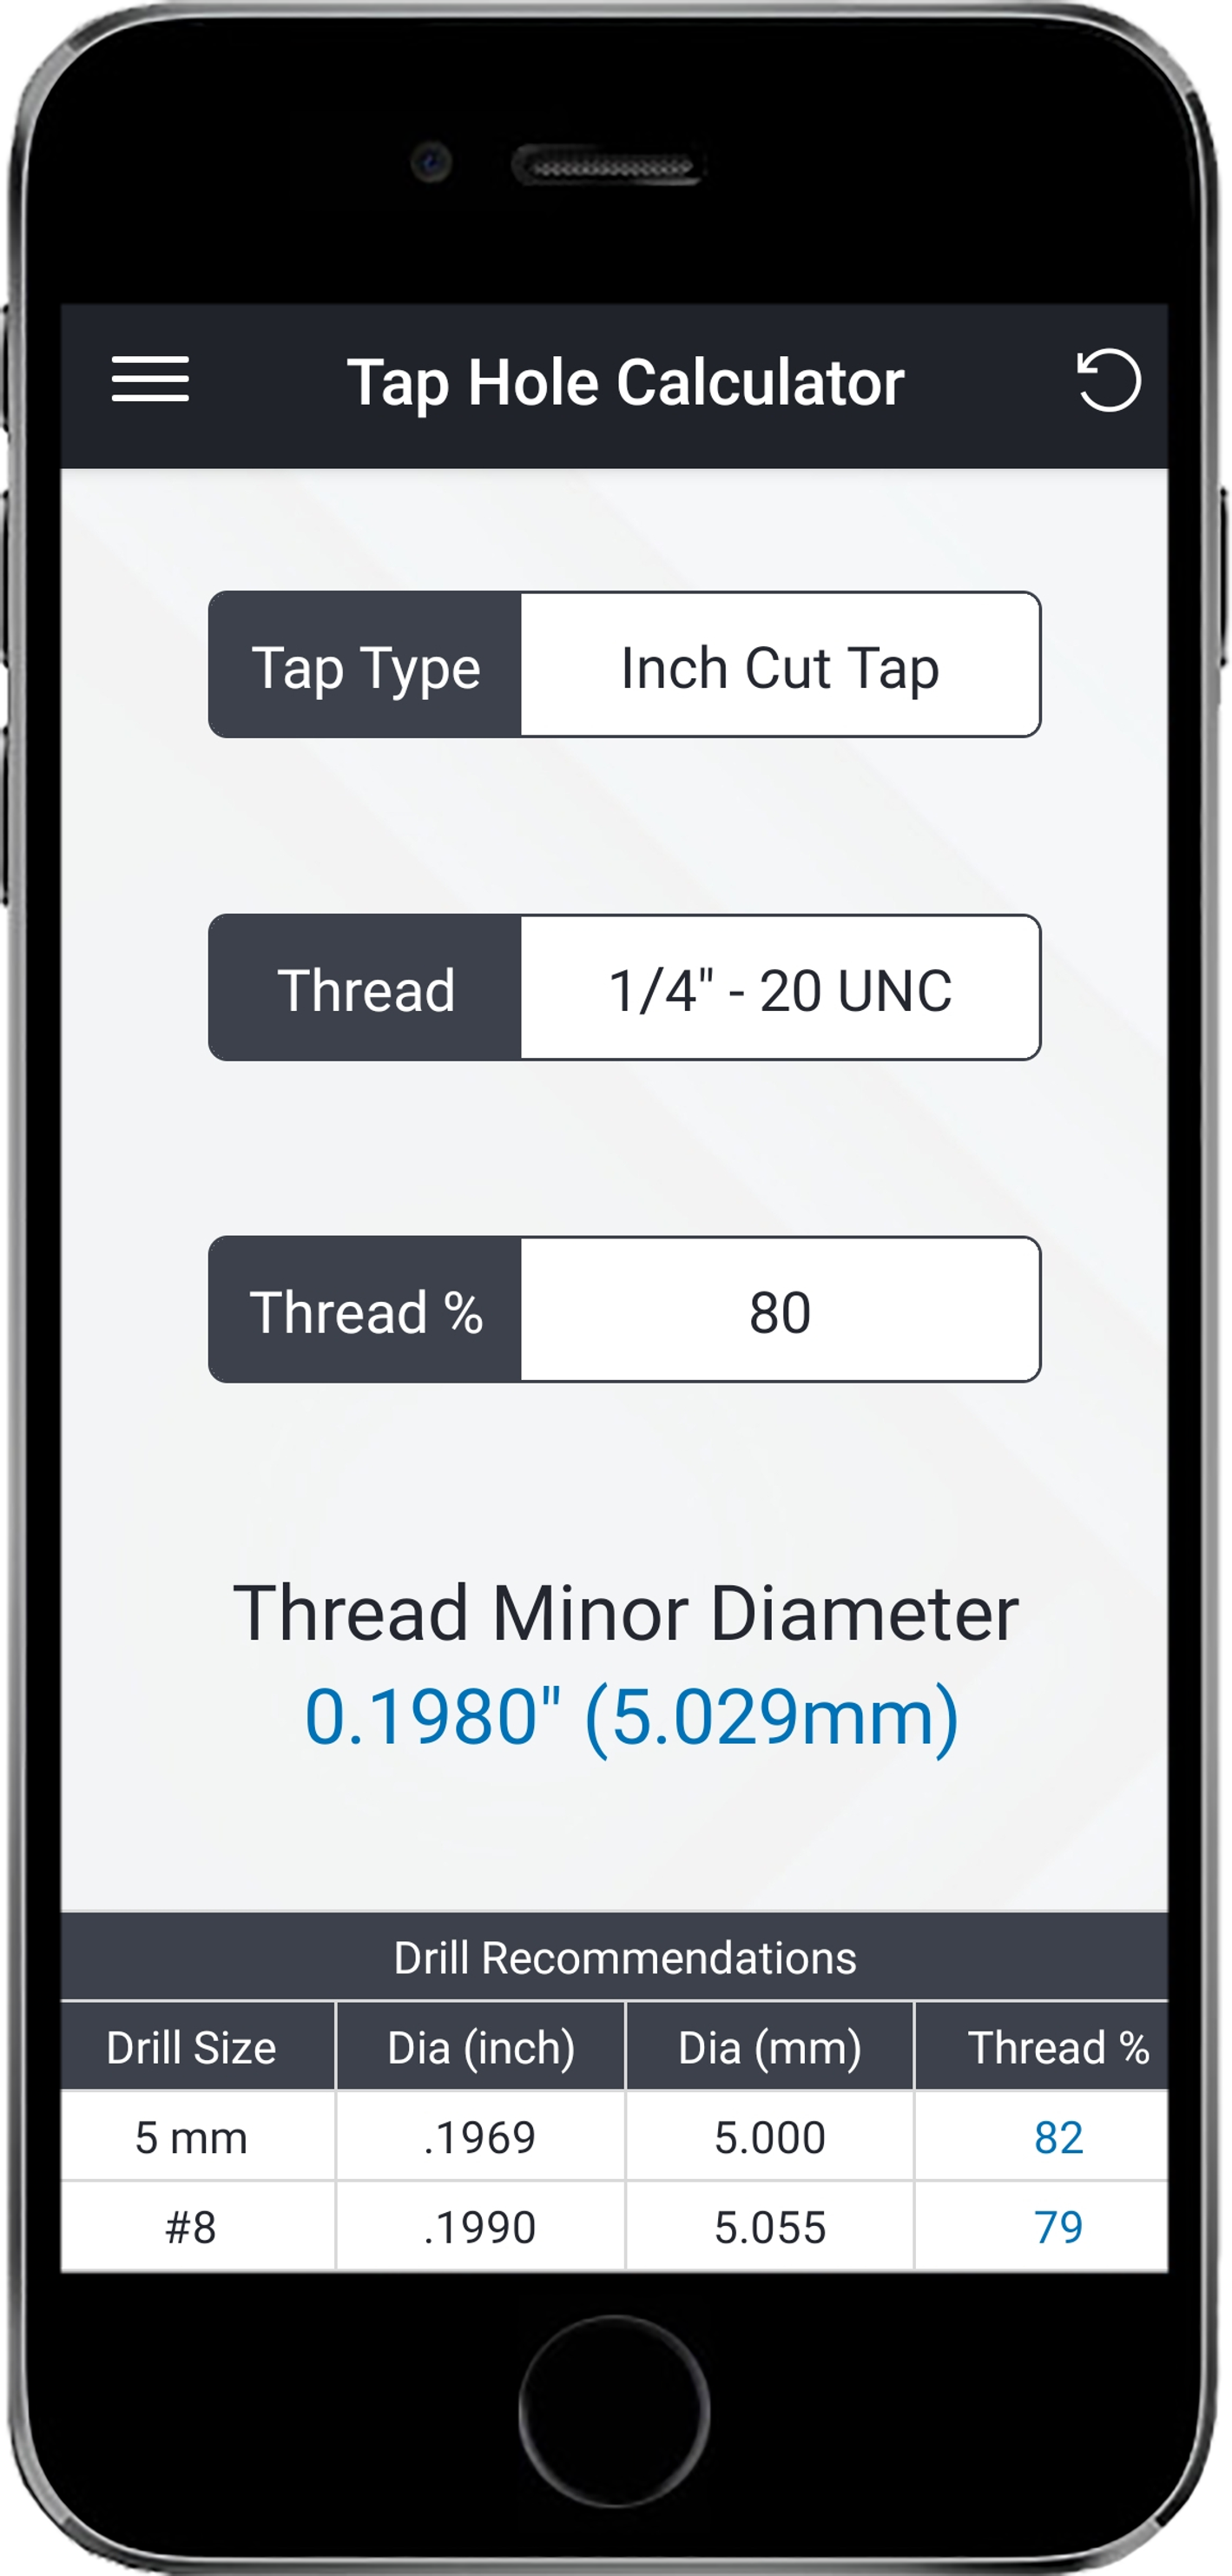 Tap Hole Calculator
Tap Type Inch Cut Tap
Thread 1/4" - 20 UNC
Thread % 80
Thread Minor Diameter
0.1980" (5.029mm)
Drill Recommendations
Drill Size Dia (inch) Dia (mm) Thread %
5 mm .1969 5.000 82
#8 .1990 5.055 79